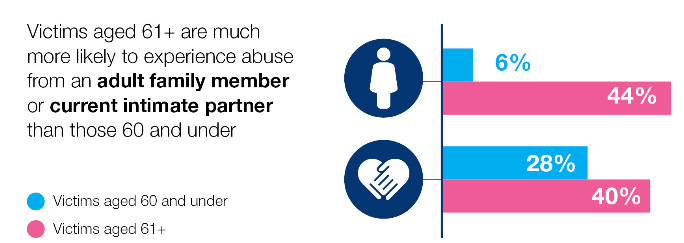 Victims aged 61+ are much
more likely to experience abuse
from an adult family member
or current intimate partner
than those 60 and under
6%
44%
28%
40%
Victims aged 60 and under
Victims aged 61+